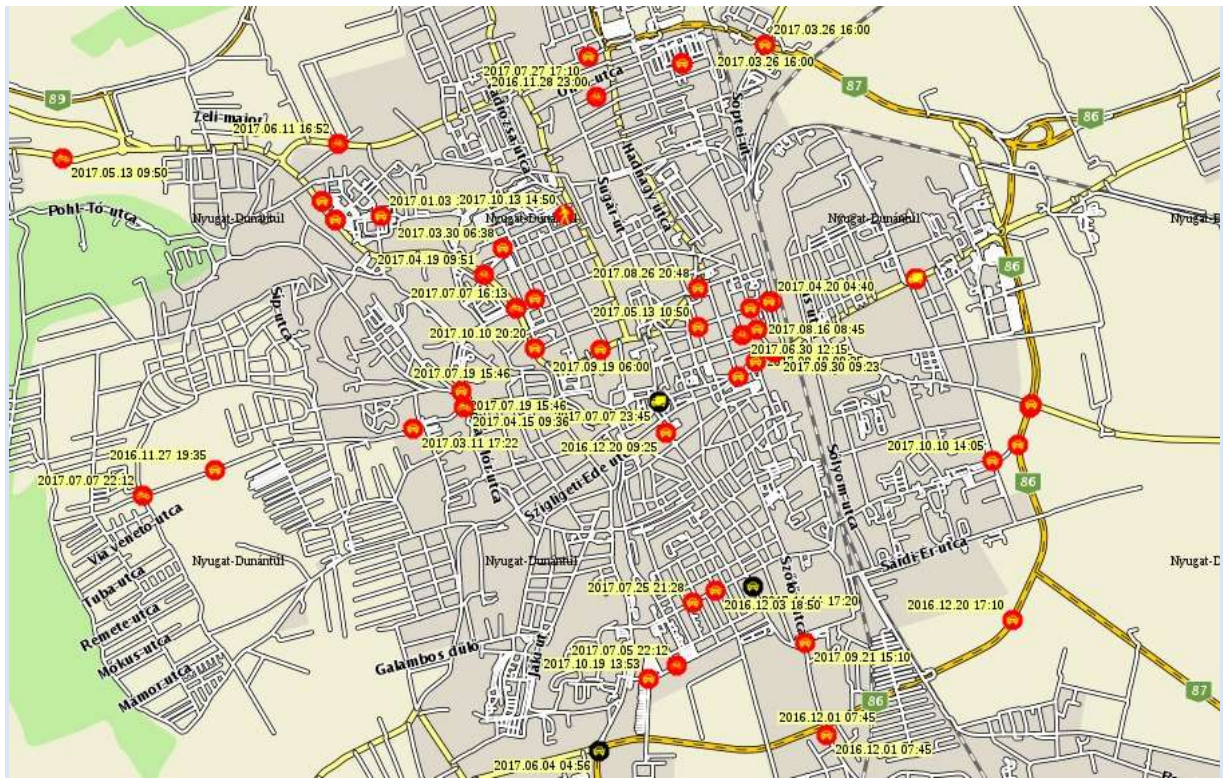 2017.03.26 16:00
2017.07.27 17:10
2017.03.26 16:00
2016.11.28 23:00
87
89
86
Zeli-major
2017.06.11 16:52
Soptei-út
2017.05.13 09:50
Hadnagy-utca
Sugár-út
Pohl-Tó-utca
2017.01.03
2017.10.13 14:50
Nyugat-Dunántúl
Nyugat-Dunántúl
Nyugat-Dunántúl
2017.03.30 06:38
2017.04.19 09:51
86
2017.08.26 20:48
2017.04.20 04:40
2017.07.07 16:13
Sip-utca
2017.05.13 10:50
2017.10.10 20:20
2017.08.16 08:45
2017.06.30 12:15
2017.09.19 06:00
2017.09.30 09:23
2017.07.19 15:46
2017.07.19 15:46
2017.07.07 23:45
2017.04.15 09:36
2017.03.11 17:22
2016.12.20 09:25
2017.10.10 14:05
2016.11.27 19:35
2017.07.07 22:12
Szigligeti-Ede utca
Sólyom-utca
86
Via Veneto-utca
Nyugat-Dunántúl
Nyugat-Dunántúl
Saidi-Ér-utca
Tuba-utca
2017.07.25 21:28
2016.12.03 18:50
17:20
2016.12.20 17:10
Remete-utca
Mókus-utca
Galambos dűlő
Jáki-út
2017.07.05 22:12
2017.10.19 13:53
2017.09.21 15:10
Mámor-utca
86
87
2016.12.01 07:45
2016.12.01 07:45
2017.06.04 04:56